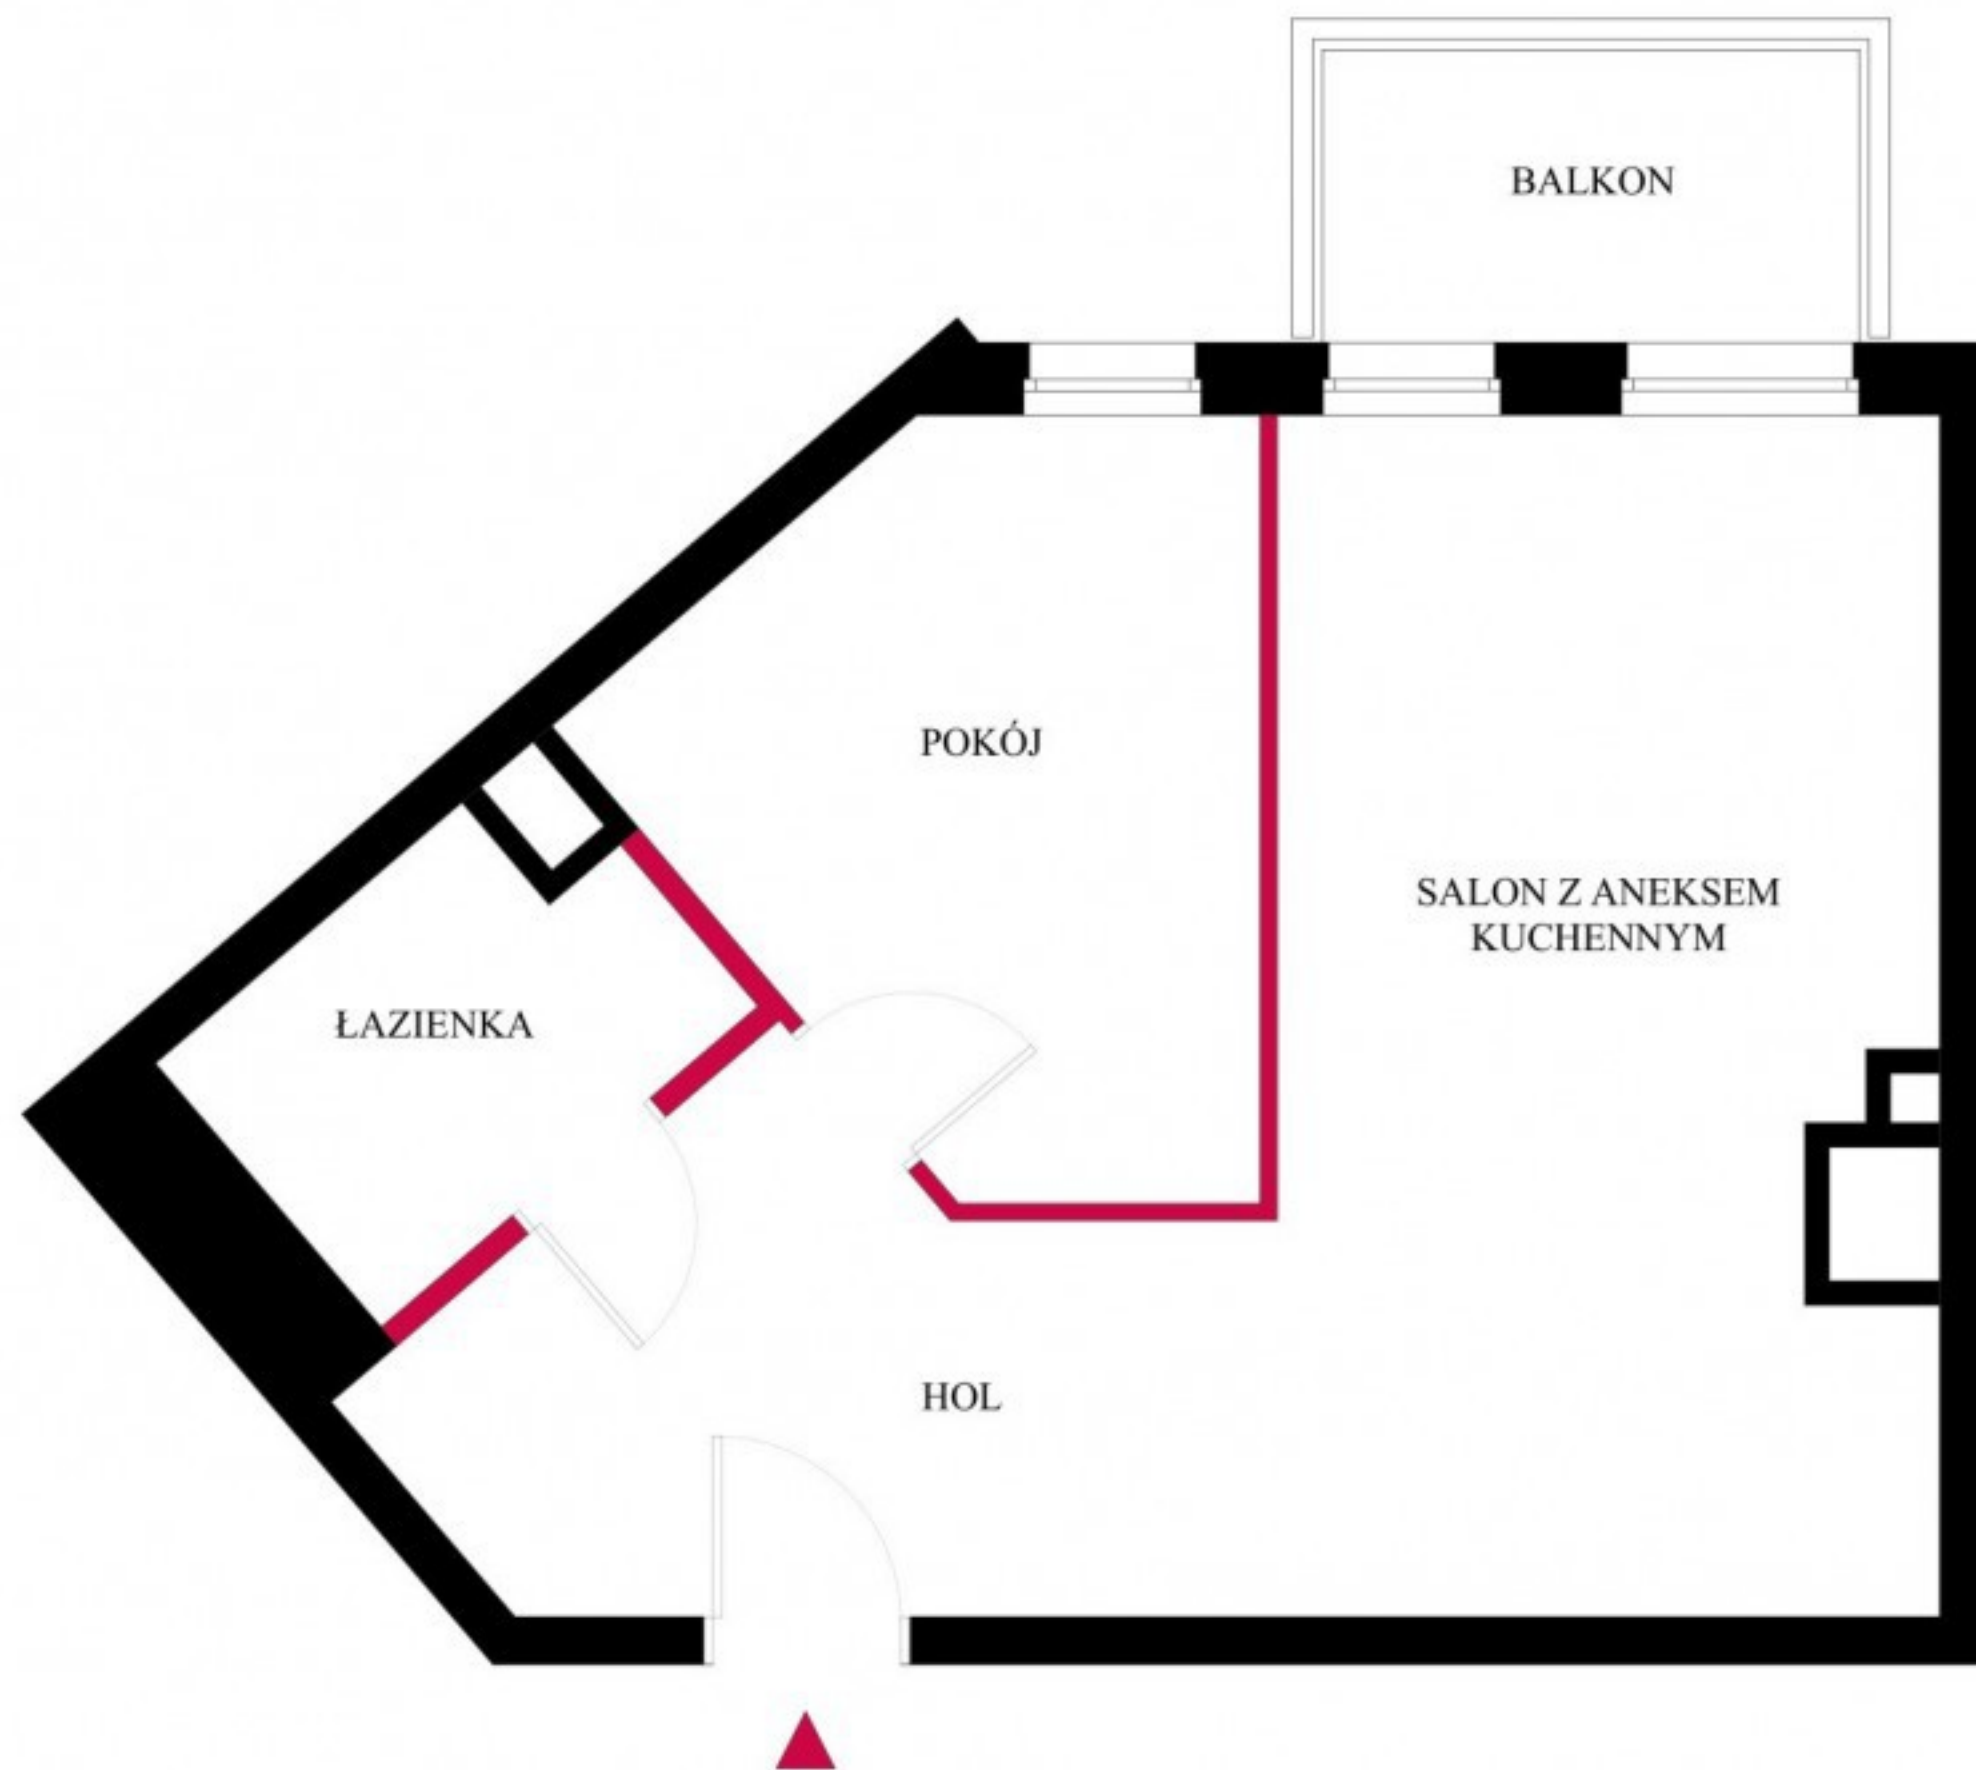 BALKON
POKÓJ
SALON Z ANEKSEM
KUCHENNYM
ŁAZIENKA
HOL